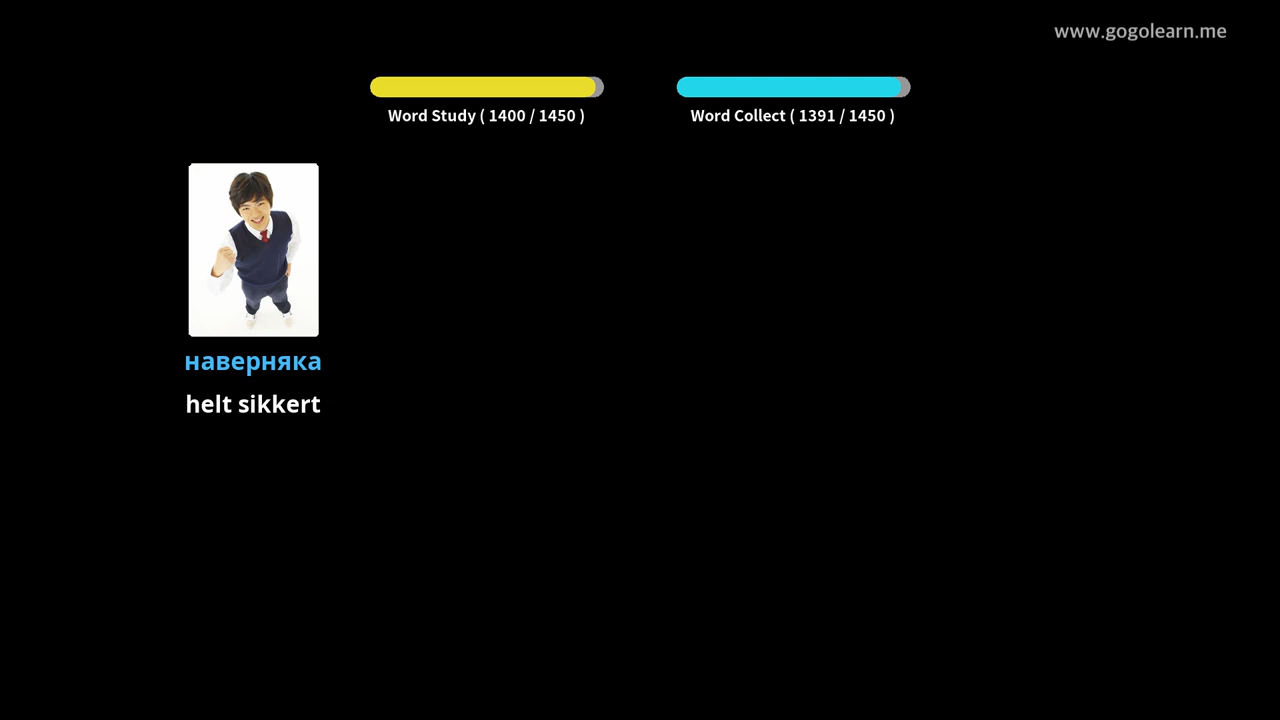 www.gogolearn.me
Word Study ( 1400 / 1450 )
Word Collect ( 1391 / 1450 )
наверняка
helt sikkert